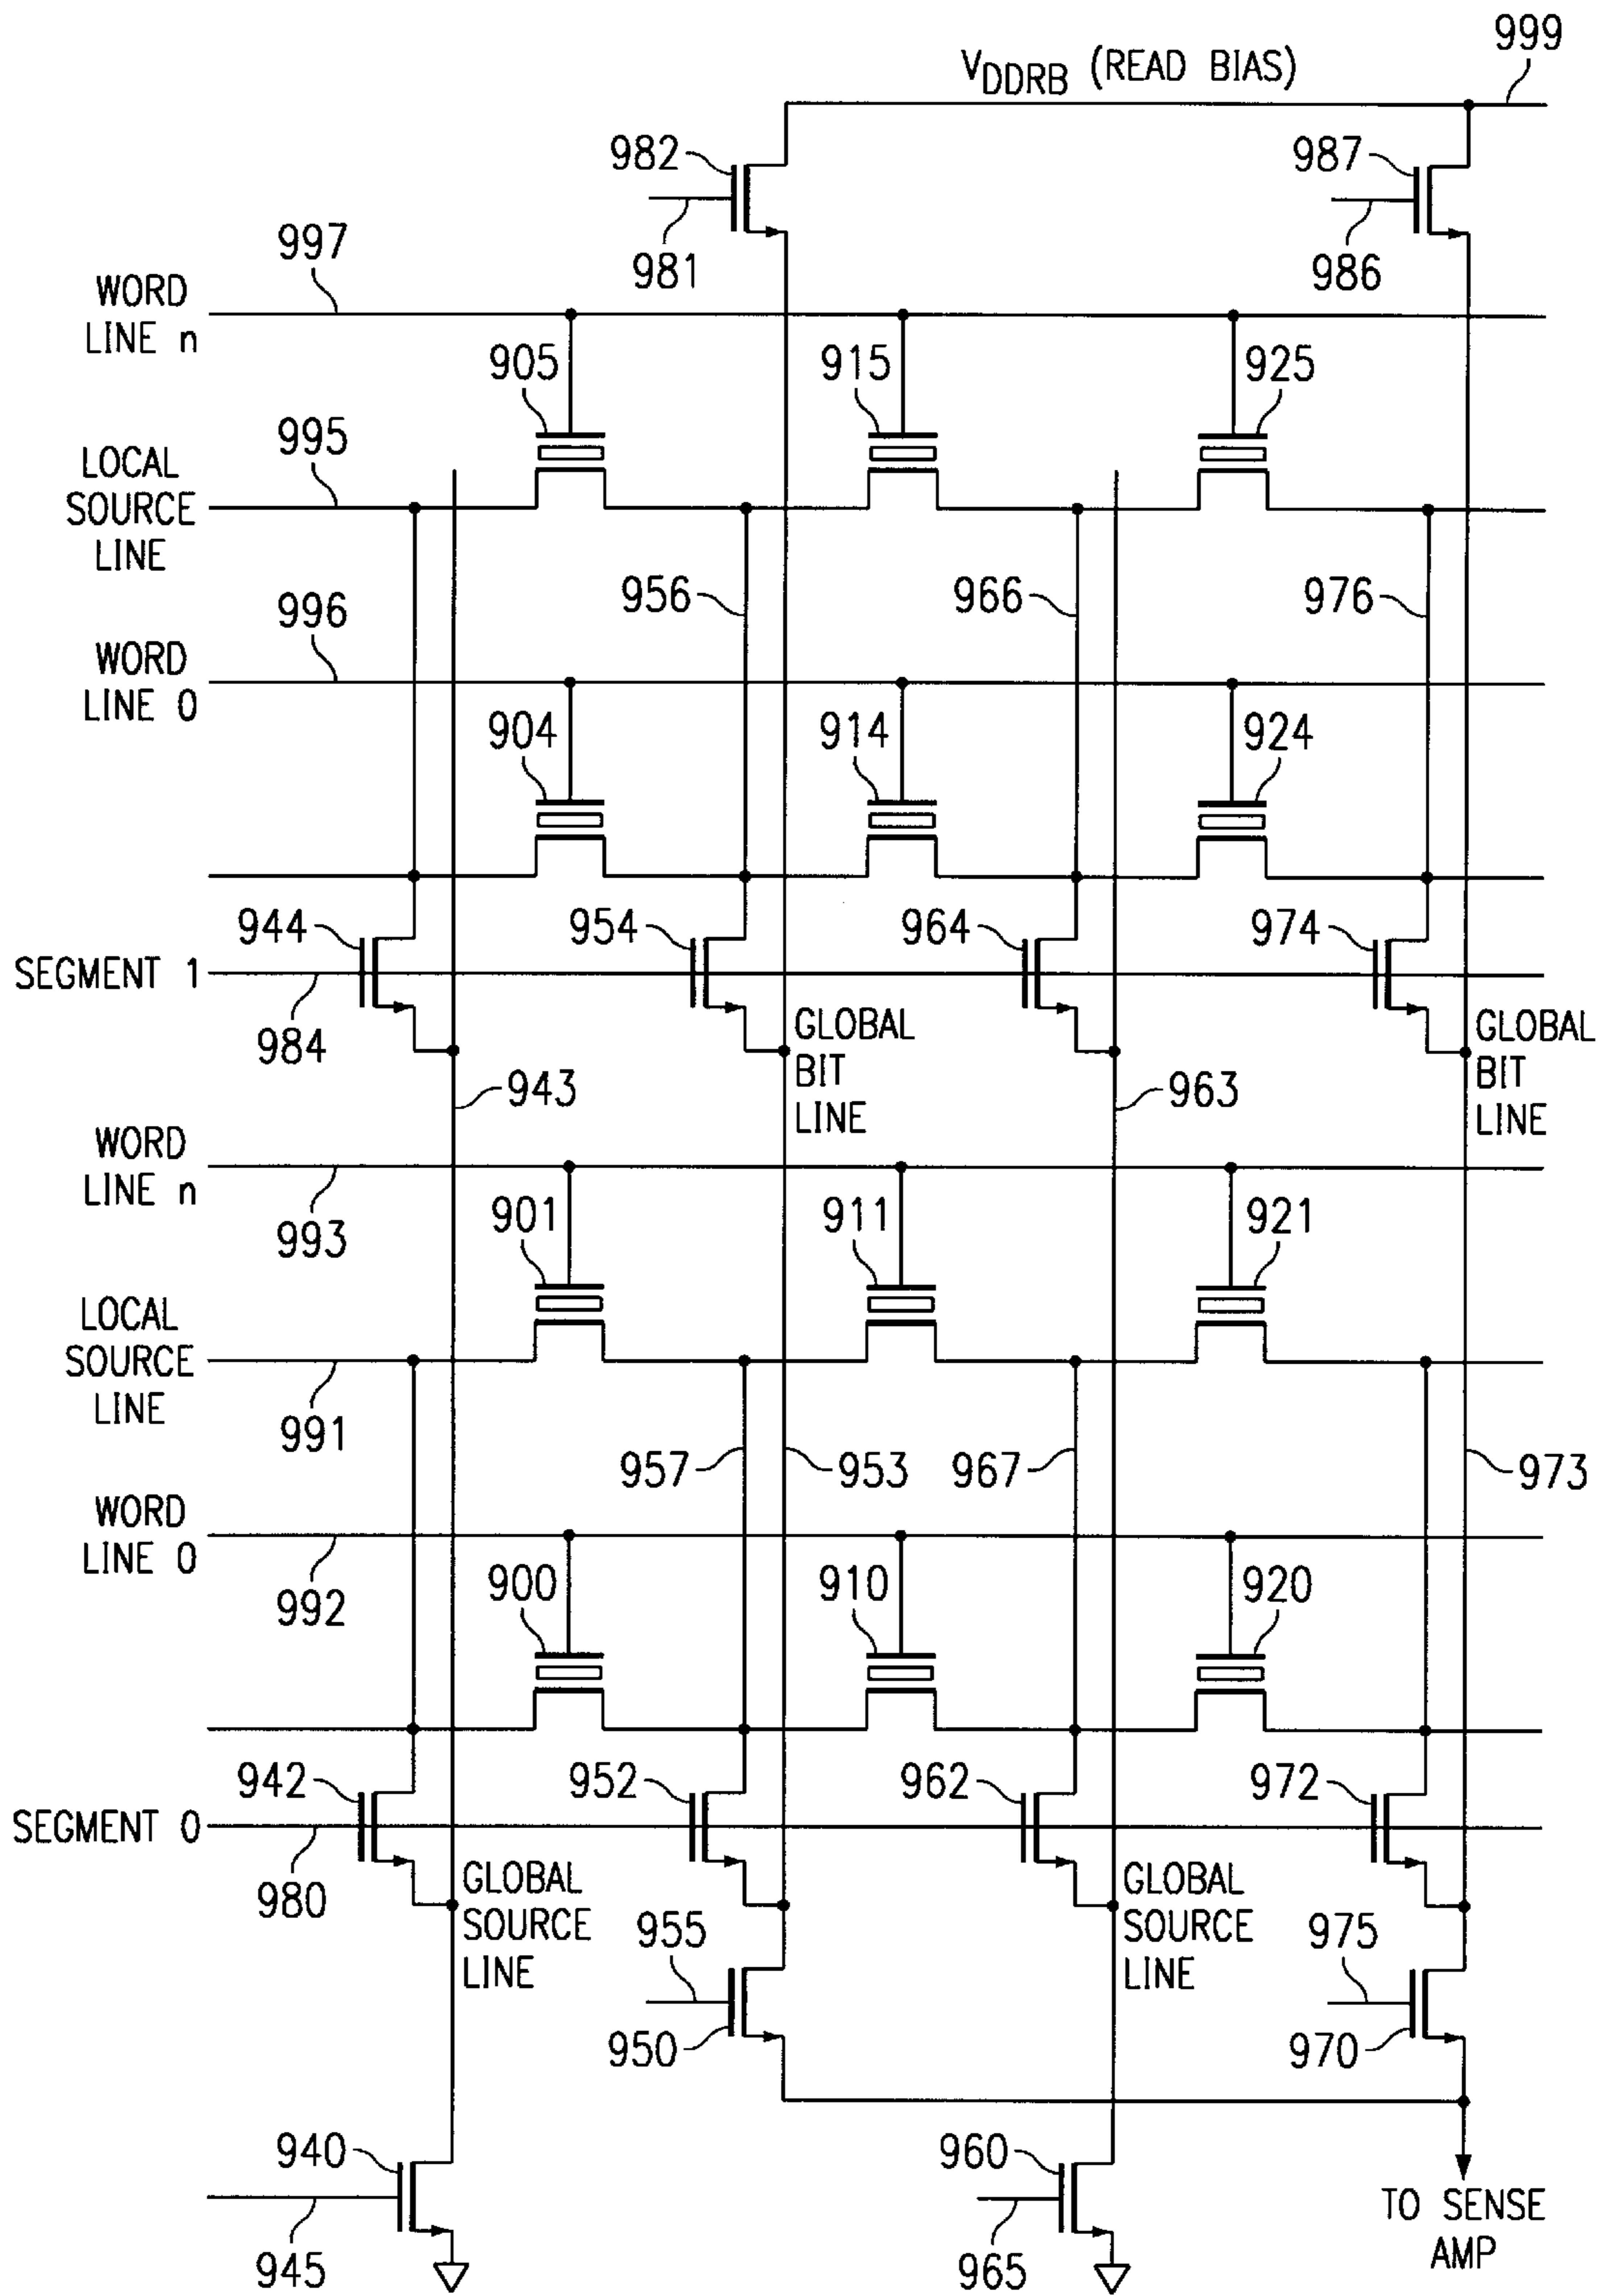 999
V_DDRB (READ BIAS)
982
987
981
986
997
WORD
LINE n
905
915
925
995
LOCAL
SOURCE
LINE
956
966
976
996
WORD
LINE 0
904
914
924
944
954
964
974
SEGMENT 1
984
GLOBAL
BIT
LINE
GLOBAL
BIT
LINE
943
963
WORD
LINE n
993
901
911
921
LOCAL
SOURCE
LINE
991
957
953
967
973
WORD
LINE 0
992
900
910
920
942
952
962
972
SEGMENT 0
980
GLOBAL
SOURCE
LINE
GLOBAL
SOURCE
LINE
955
975
950
970
940
960
945
965
TO SENSE
AMP